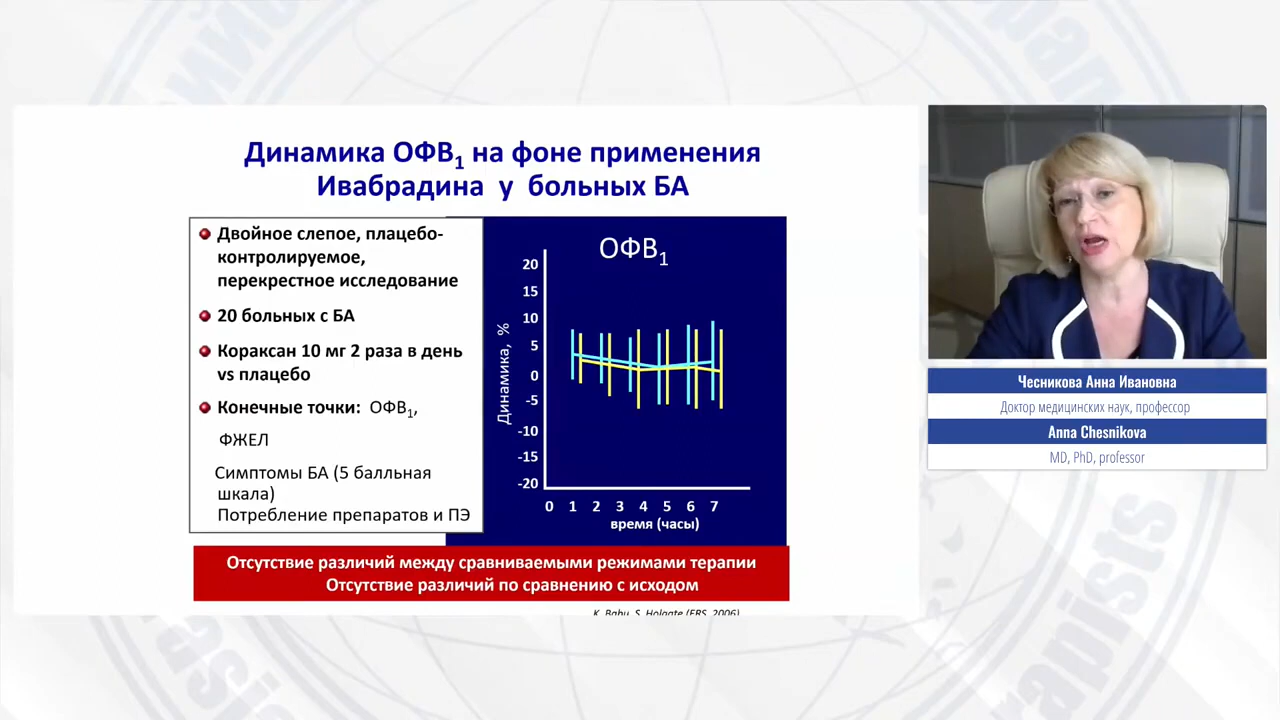 Динамика ОФВ1 на фоне применения
Ивабрадина у больных БА
Двойное слепое, плацебо-
контролируемое,
перекрестное исследование
20 больных с БА
Кораксан 10 мг 2 раза в день
vs плацебо
Конечные точки: ОФВ1,
ФЖЕЛ
Симптомы БА (5 балльная
шкала)
Потребление препаратов и ПЭ
ОФВ1
Динамика, %
20
15
10
5
0
-5
-10
-15
-20
0 1 2 3 4 5 6 7
время (часы)
Отсутствие различий между сравниваемыми режимами терапии
Отсутствие различий по сравнению с исходом
K. Bahu, S. Holgate (ERS, 2006)
Чесникова Анна Ивановна
Доктор медицинских наук, профессор
Anna Chesnikova
MD, PhD, professor